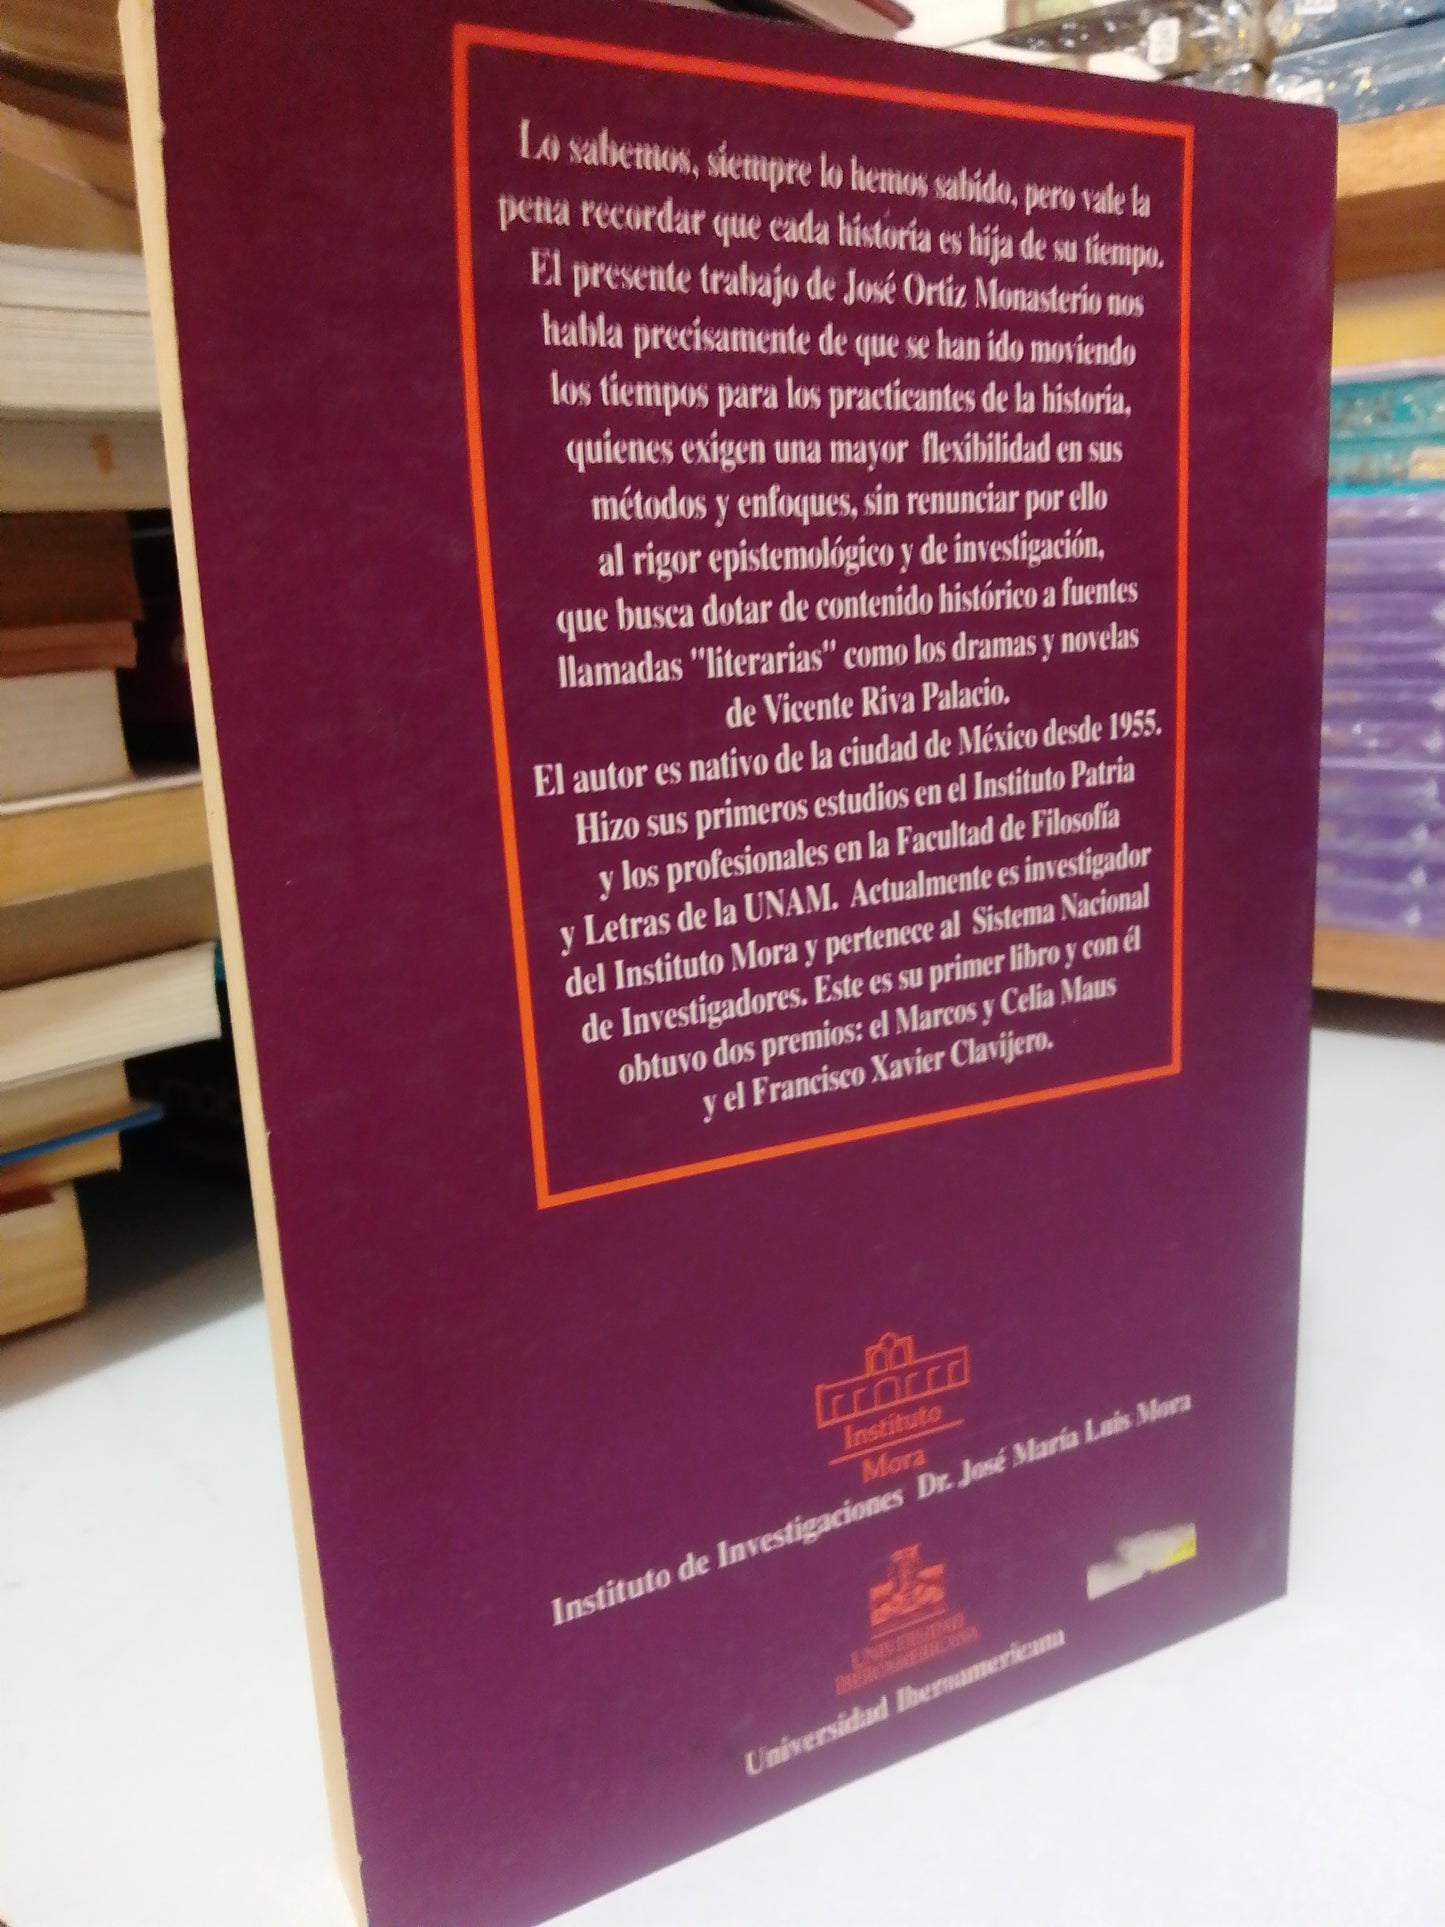 Lo sabemos, siempre lo hemos sabido, pero vale la
pena recordar que cada historia es hija de su tiempo.
El presente trabajo de José Ortiz Monasterio nos
habla precisamente de que se han ido moviendo
los tiempos para los practicantes de la historia,
quienes exigen una mayor flexibilidad en sus
métodos y enfoques, sin renunciar por ello
al rigor epistemológico y de investigación,
que busca dotar de contenido histórico a fuentes
llamadas "literarias" como los dramas y novelas
de Vicente Riva Palacio.
El autor es nativo de la ciudad de México desde 1955.
Hizo sus primeros estudios en el Instituto Patria
y los profesionales en la Facultad de Filosofía
y Letras de la UNAM. Actualmente es investigador
del Instituto Mora y pertenece al Sistema Nacional
de Investigadores. Este es su primer libro y con él
obtuvo dos premios: el Marcos y Celia Maus
y el Francisco Xavier Clavijero.
Instituto
Mora
Instituto de Investigaciones Dr. José María Luis Mora
UNIVERSIDAD
IBEROAMERICANA
Universidad Iberoamericana